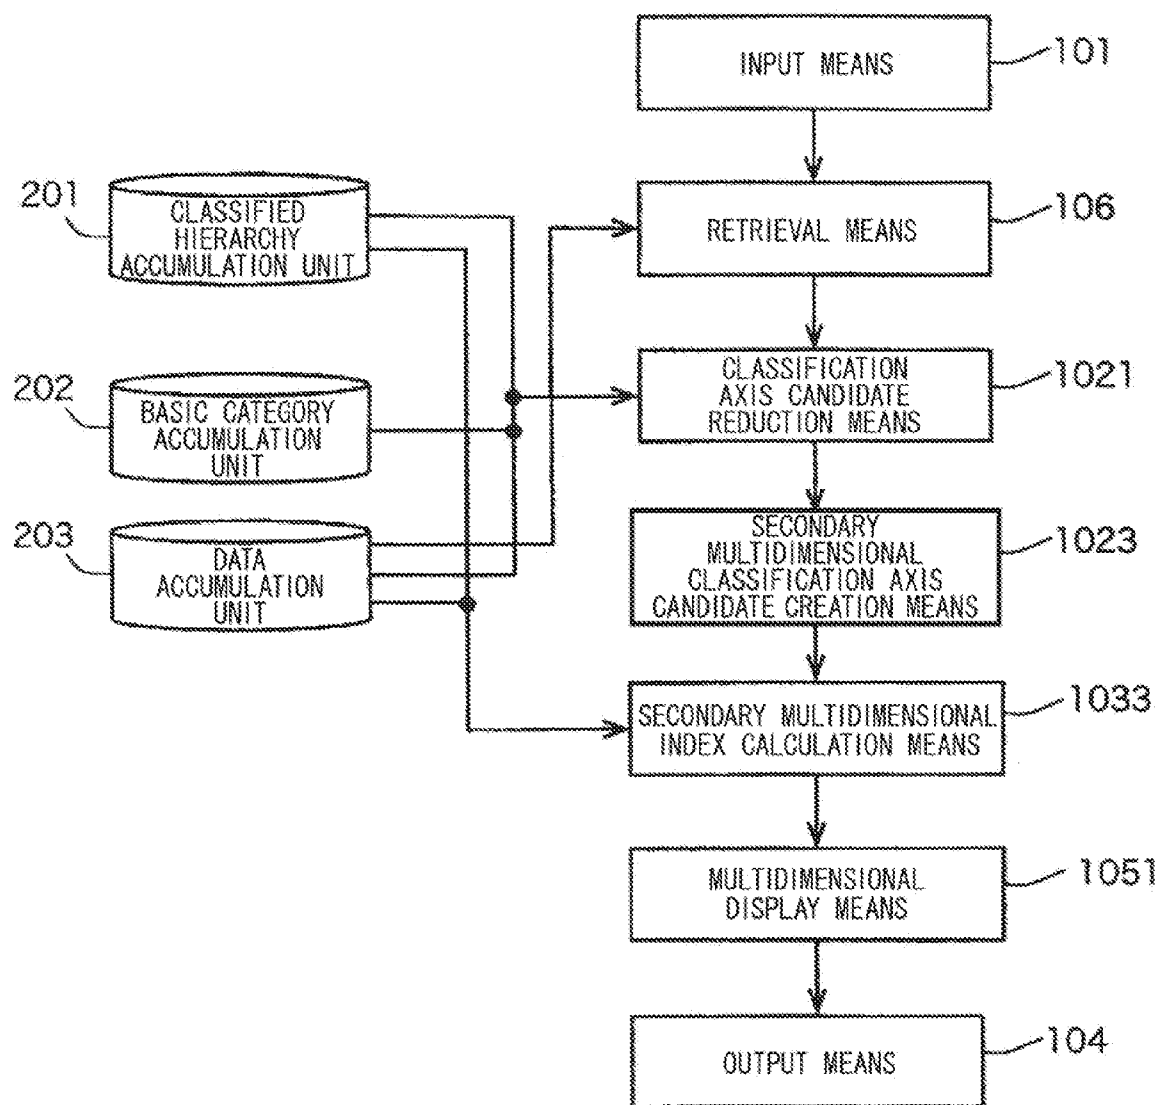 INPUT MEANS
101
201
CLASSIFIED
HIERARCHY
ACCUMULATION UNIT
RETRIEVAL MEANS
106
202
BASIC CATEGORY
ACCUMULATION
UNIT
CLASSIFICATION
AXIS CANDIDATE
REDUCTION MEANS
1021
203
DATA
ACCUMULATION
UNIT
SECONDARY
MULTIDIMENSIONAL
CLASSIFICATION AXIS
CANDIDATE CREATION MEANS
1023
SECONDARY MULTIDIMENSIONAL
INDEX CALCULATION MEANS
1033
MULTIDIMENSIONAL
DISPLAY MEANS
1051
OUTPUT MEANS
104